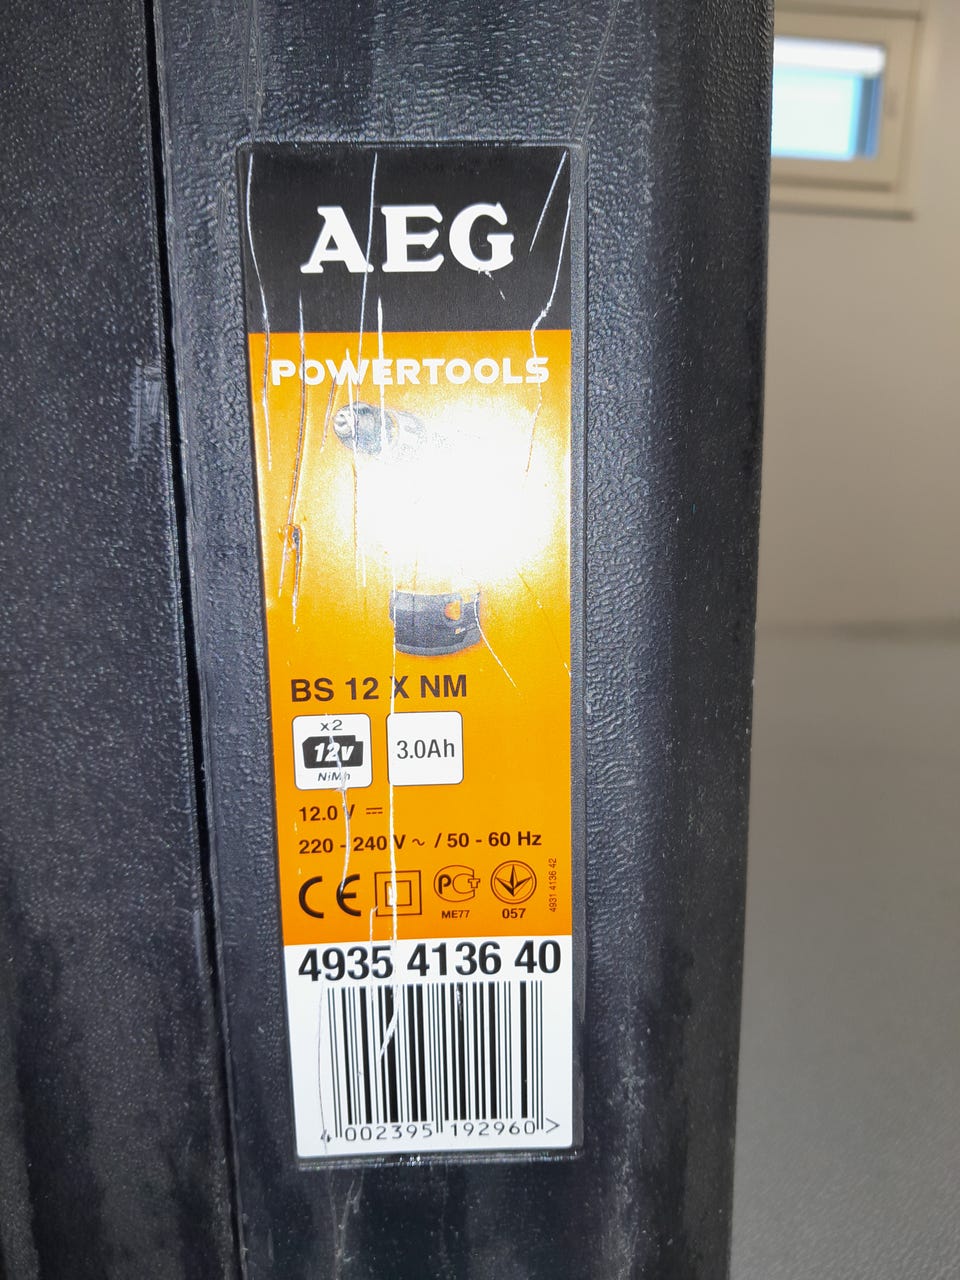 AEG
POWERTOOLS
BS 12 X NM
x2
12V
NiMh
3.0Ah
12.0 V ⎓
220 - 240 V ~ / 50 - 60 Hz
CE
PCT
ME77
057
4931 4136 42
4935 4136 40
4 002395 192960 >